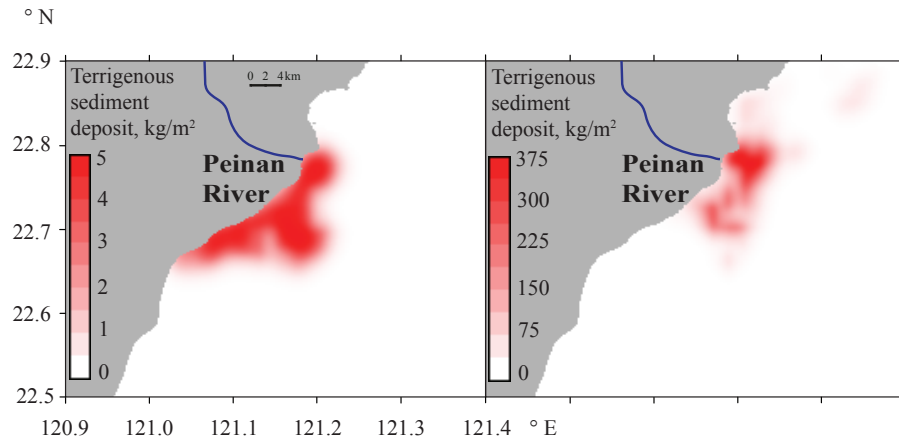 ° N
22.9
22.8
22.7
22.6
22.5
Terrigenous
sediment
deposit, kg/m²
5
4
3
2
1
0
0 2 4km
Peinan
River
Terrigenous
sediment
deposit, kg/m²
375
300
225
150
75
0
Peinan
River
120.9 121.0 121.1 121.2 121.3 121.4 ° E